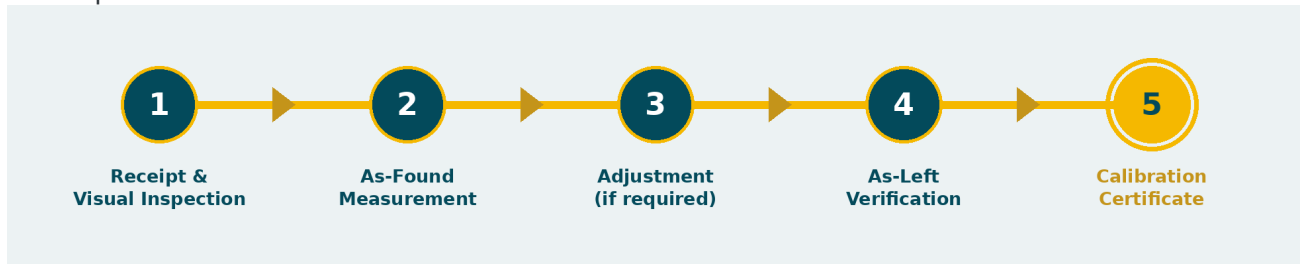 1
2
3
4
5
Receipt &
Visual Inspection
As-Found
Measurement
Adjustment
(if required)
As-Left
Verification
Calibration
Certificate